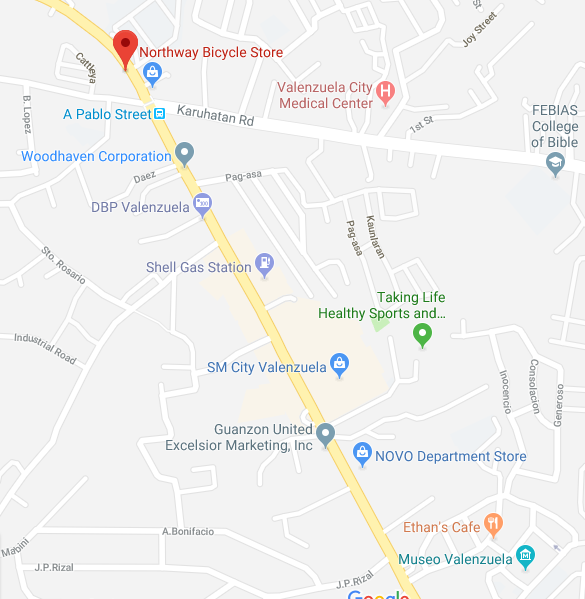 Joy Street
Northway Bicycle Store
Cattleya
Valenzuela City
Medical Center
B. Lopez
A Pablo Street
Karuhatan Rd
1st St
FEBIAS
College
of Bible
Woodhaven Corporation
Daez
Pag-asa
DBP Valenzuela
Kaunlaran
Pag-asa
Sto. Rosario
Shell Gas Station
Taking Life
Healthy Sports and...
Industrial Road
SM City Valenzuela
Inocencio
Consolacion
Generoso
Guanzon United
Excelsior Marketing, Inc
NOVO Department Store
Ethan's Cafe
A.Bonifacio
Mabini
Museo Valenzuela
J.P.Rizal
J.P. Rizal
Google